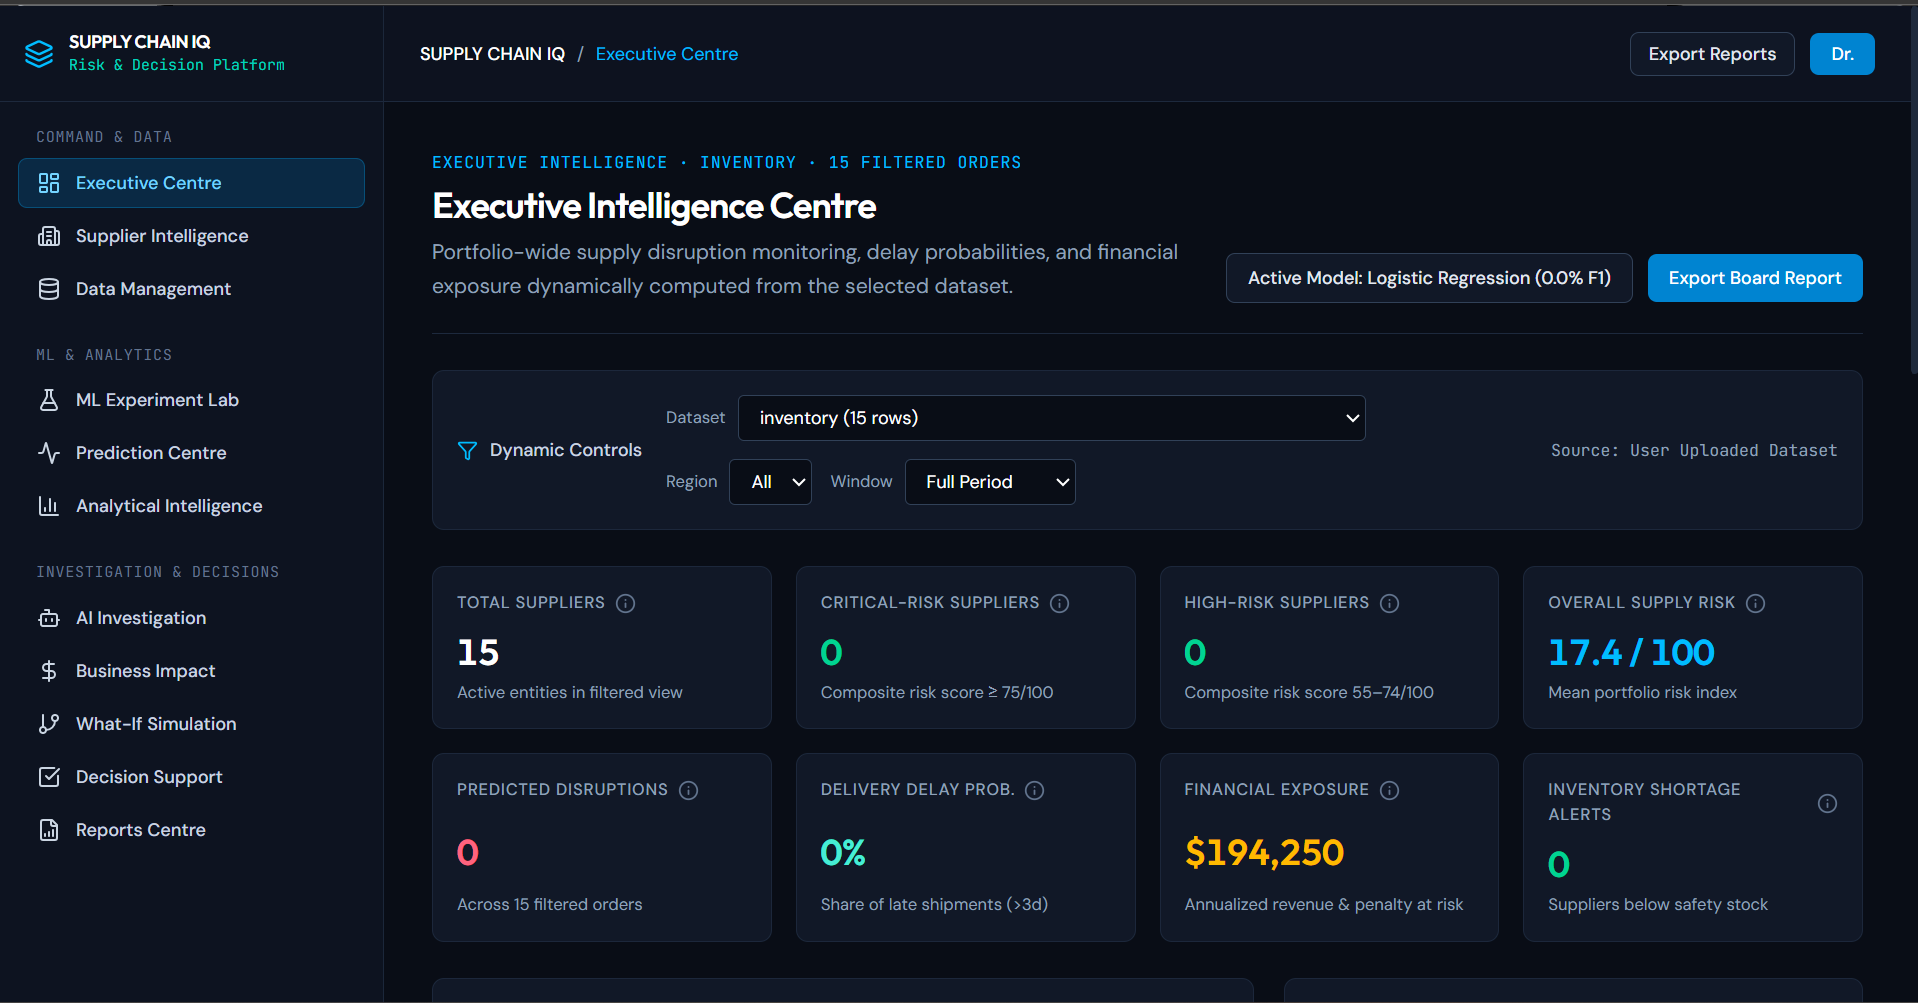 SUPPLY CHAIN IQ
Risk & Decision Platform
COMMAND & DATA
Executive Centre
Supplier Intelligence
Data Management
ML & ANALYTICS
ML Experiment Lab
Prediction Centre
Analytical Intelligence
INVESTIGATION & DECISIONS
AI Investigation
Business Impact
What-If Simulation
Decision Support
Reports Centre
SUPPLY CHAIN IQ / Executive Centre
Export Reports
Dr.
EXECUTIVE INTELLIGENCE · INVENTORY · 15 FILTERED ORDERS
Executive Intelligence Centre
Portfolio-wide supply disruption monitoring, delay probabilities, and financial
exposure dynamically computed from the selected dataset.
Active Model: Logistic Regression (0.0% F1)
Export Board Report
Dynamic Controls
Dataset
inventory (15 rows)
Region
All
Window
Full Period
Source: User Uploaded Dataset
TOTAL SUPPLIERS
15
Active entities in filtered view
CRITICAL-RISK SUPPLIERS
0
Composite risk score ≥ 75/100
HIGH-RISK SUPPLIERS
0
Composite risk score 55–74/100
OVERALL SUPPLY RISK
17.4 / 100
Mean portfolio risk index
PREDICTED DISRUPTIONS
0
Across 15 filtered orders
DELIVERY DELAY PROB.
0%
Share of late shipments (>3d)
FINANCIAL EXPOSURE
$194,250
Annualized revenue & penalty at risk
INVENTORY SHORTAGE
ALERTS
0
Suppliers below safety stock